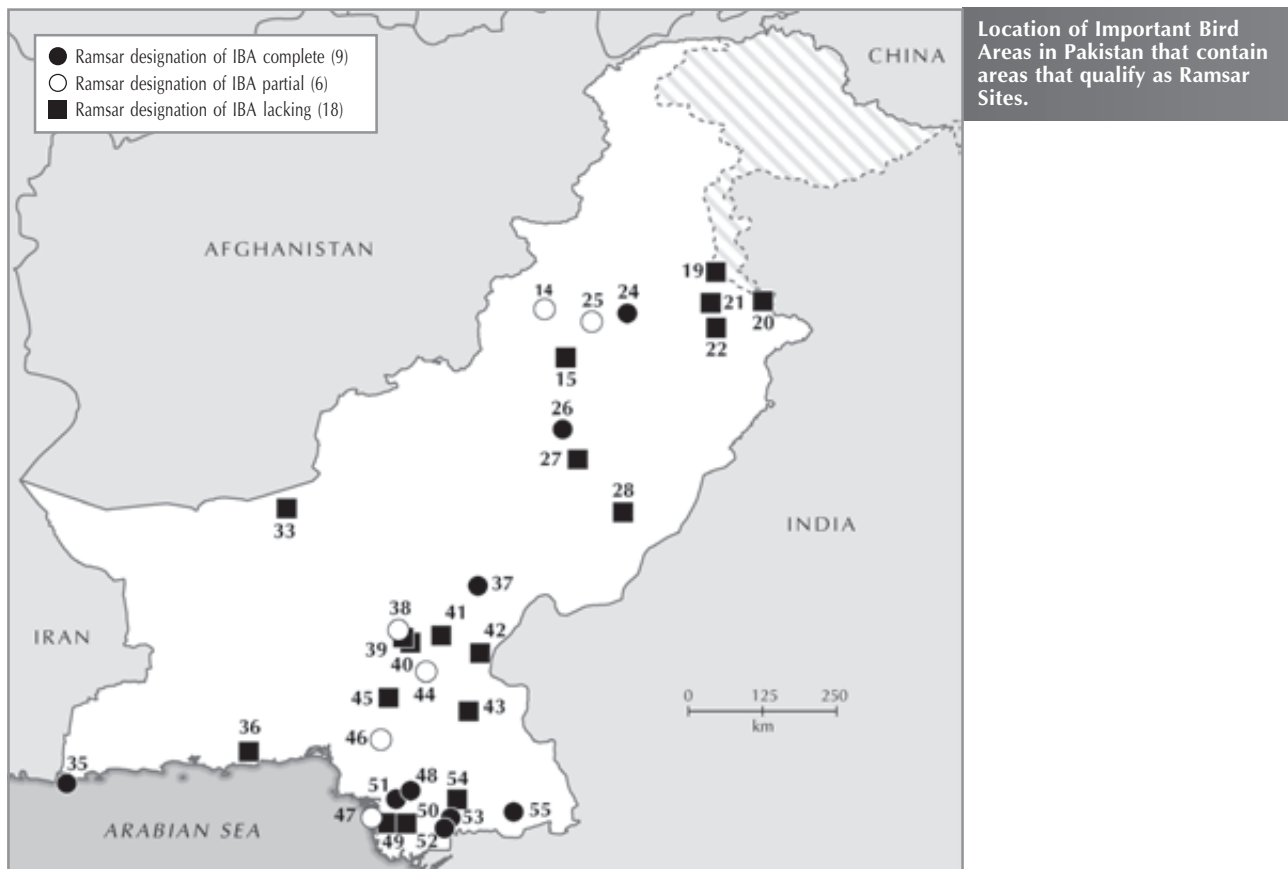 Ramsar designation of IBA complete (9)
Ramsar designation of IBA partial (6)
Ramsar designation of IBA lacking (18)
Location of Important Bird
Areas in Pakistan that contain
areas that qualify as Ramsar
Sites.
CHINA
AFGHANISTAN
19
14
25
24
21
20
22
15
26
27
28
33
INDIA
37
38
41
42
IRAN
39
40
44
45
43
0 125 250
km
46
36
35
48
54
51
47
50
53
55
ARABIAN SEA
49
52